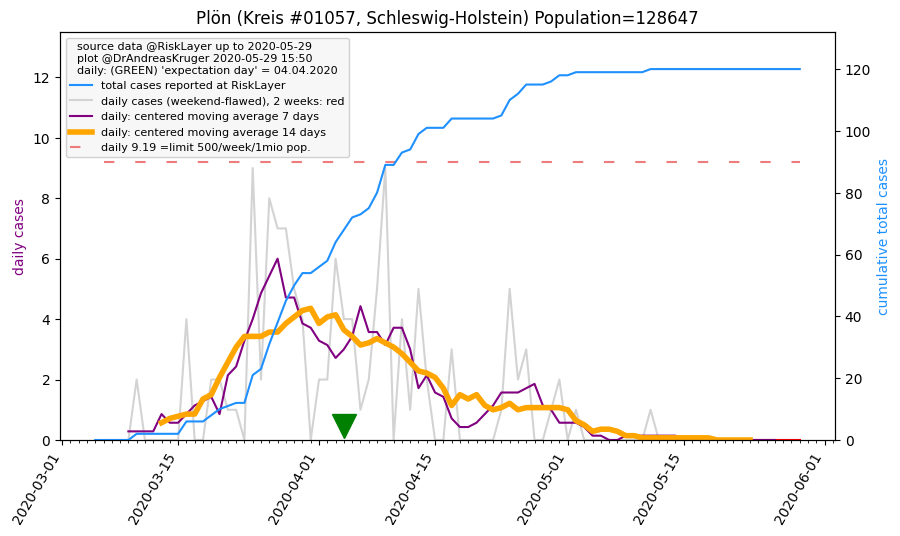 Plön (Kreis #01057, Schleswig-Holstein) Population=128647
source data @RiskLayer up to 2020-05-29
plot @DrAndreasKruger 2020-05-29 15:50
daily: (GREEN) 'expectation day' = 04.04.2020
total cases reported at RiskLayer
daily cases (weekend-flawed), 2 weeks: red
daily: centered moving average 7 days
daily: centered moving average 14 days
daily 9.19 =limit 500/week/1mio pop.
daily cases
12
10
8
6
4
2
0
120
100
80
60
40
20
0
cumulative total cases
2020-03-01
2020-03-15
2020-04-01
2020-04-15
2020-05-01
2020-05-15
2020-06-01